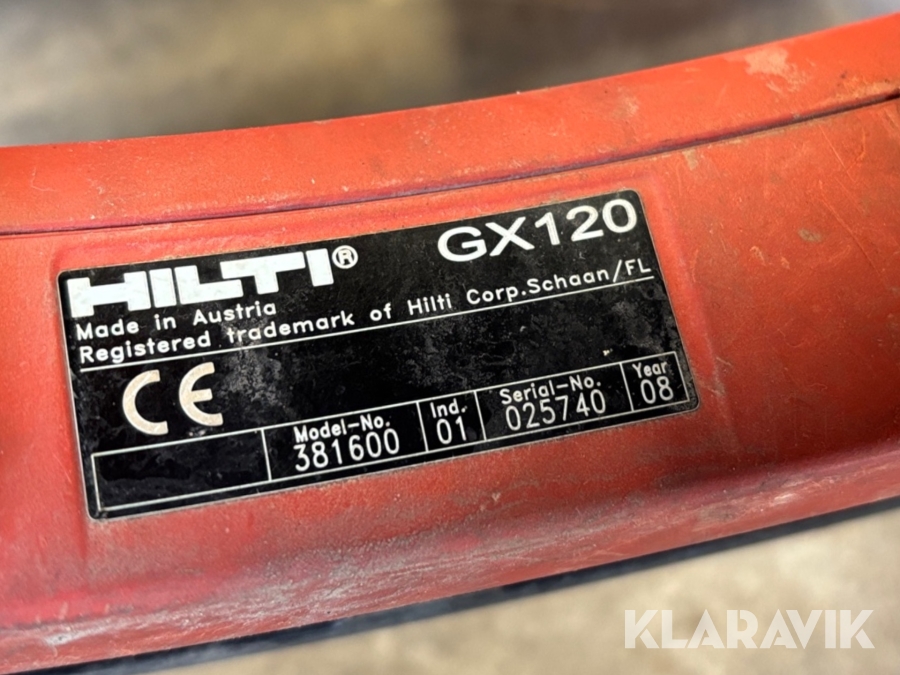 HILTI® GX120
Made in Austria
Registered trademark of Hilti Corp.Schaan/FL
CE
Model-No. Ind. Serial-No. Year
381600 01 025740 08
KLARAVIK